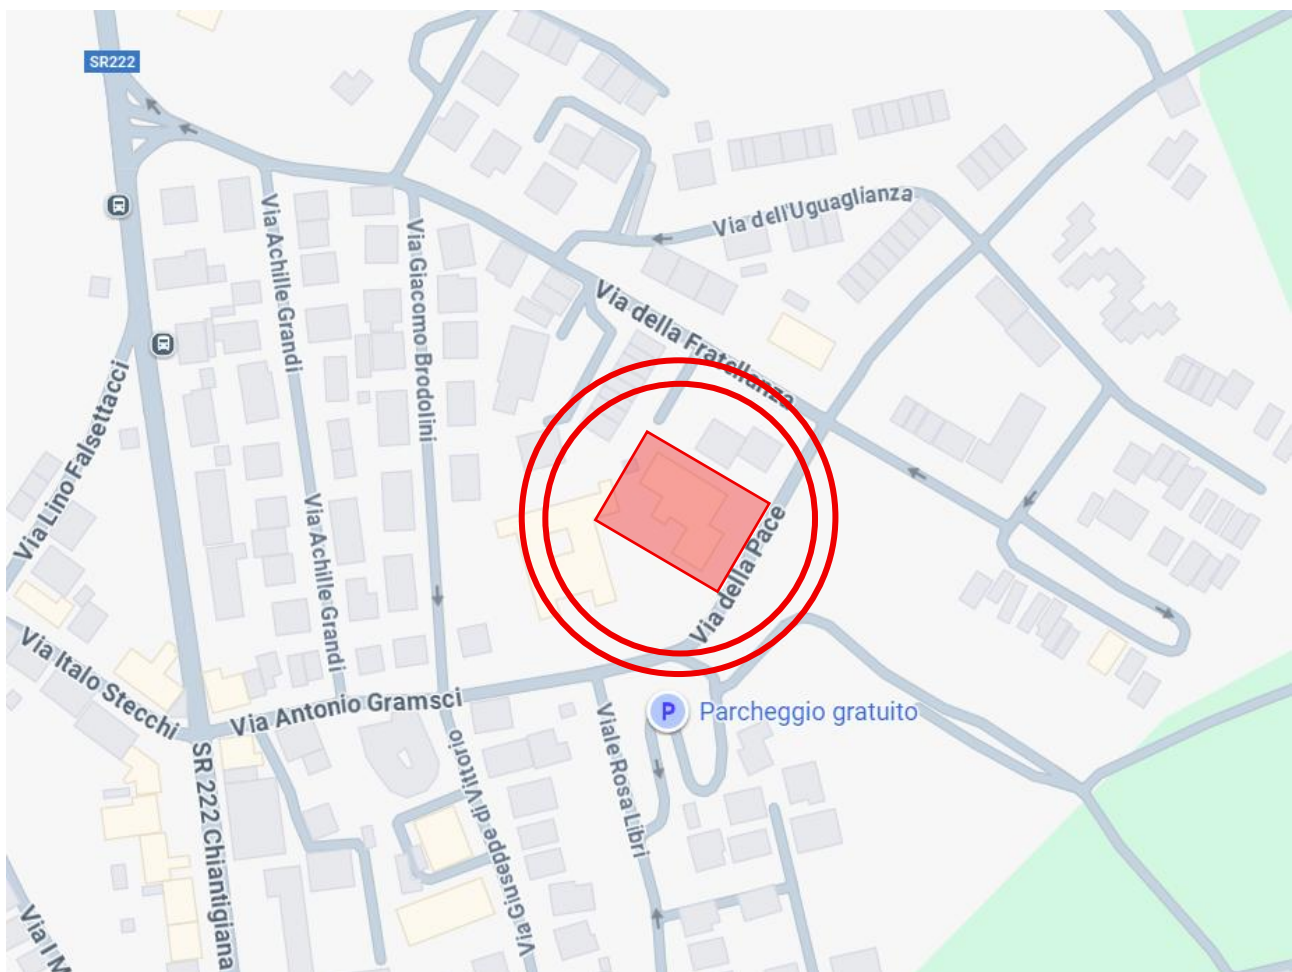 SR222
Via Achille Grandi
Via Giacomo Brodolini
Via dell'Uguaglianza
Via della Fratellanza
Via Lino Falsettacci
Via Achille Grandi
Via della Pace
Via Italo Stecchi
Via Antonio Gramsci
P Parcheggio gratuito
SR 222 Chiantigiana
Via Giuseppe di Vittorio
Viale Rosa Libri
Via I M